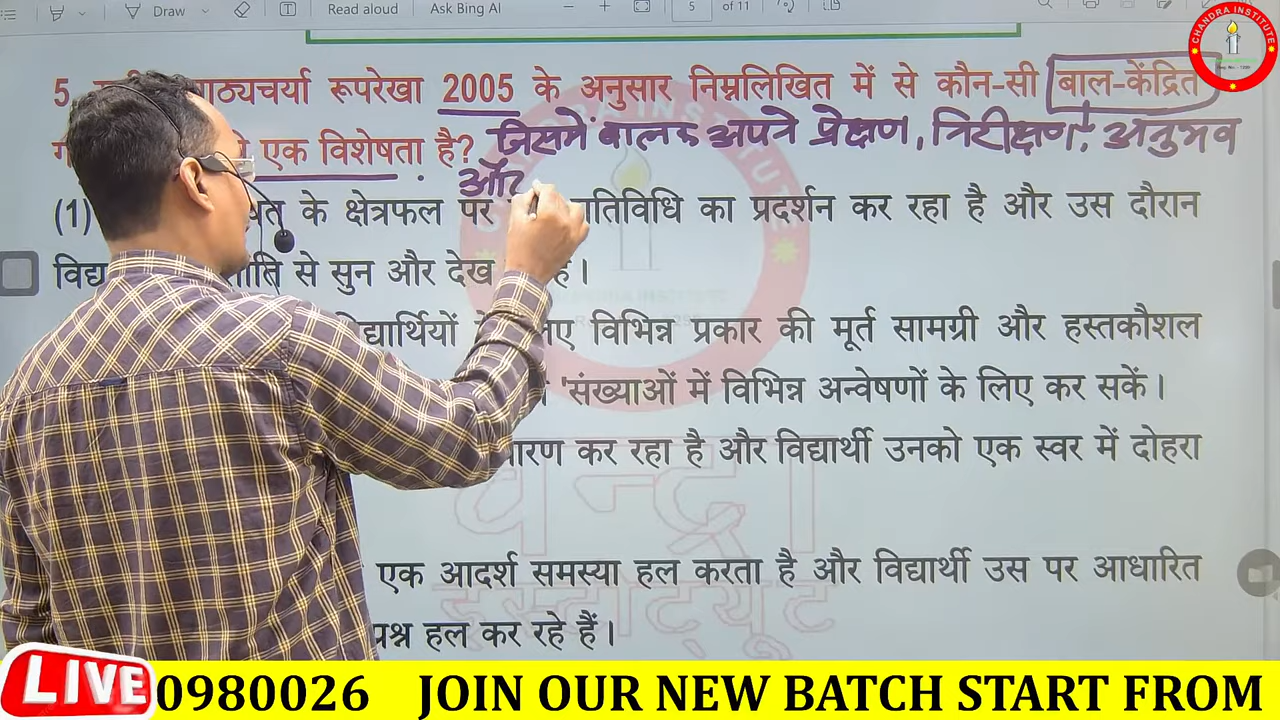 Draw
Read aloud
Ask Bing AI
5 of 11
CHANDRA INSTITUTE
5. पाठ्यचर्या रूपरेखा 2005 के अनुसार निम्नलिखित में से कौन-सी बाल-केंद्रित
एक विशेषता है? जिसमें बालक अपने प्रेक्षण, निरीक्षण, अनुभव
और
(1) के क्षेत्रफल पर का प्रदर्शन कर रहा है और उस दौरान
से सुन और देख
विभिन्न प्रकार की मूर्त सामग्री और हस्तकौशल
'संख्याओं में विभिन्न अन्वेषणों के लिए कर सकें।
कर रहा है और विद्यार्थी उनको एक स्वर में दोहरा
एक आदर्श समस्या हल करता है और विद्यार्थी उस पर आधारित
प्रश्न हल कर रहे हैं।
चन्द्रा
इंस्टीट्यूट
LIVE 0980026 JOIN OUR NEW BATCH START FROM